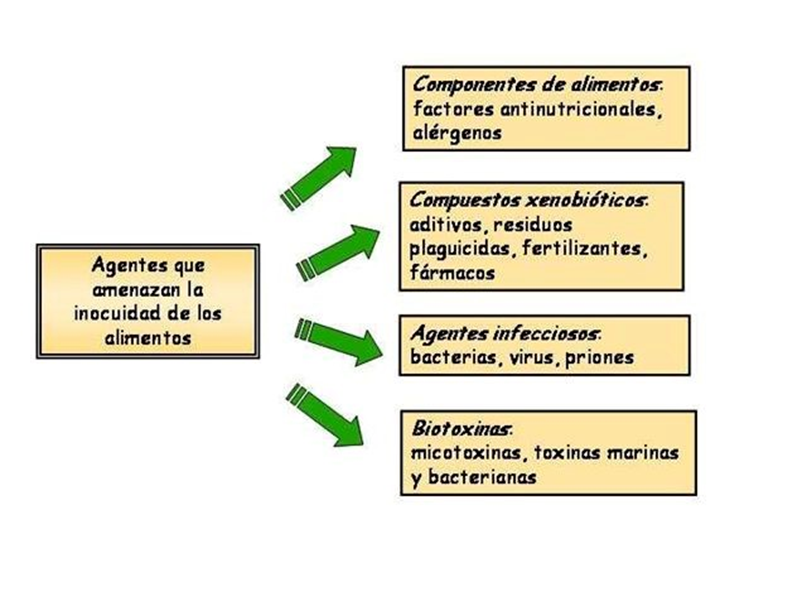 Agentes que
amenazan la
inocuidad de los
alimentos
Componentes de alimentos:
factores antinutricionales,
alérgenos
Compuestos xenobióticos:
aditivos, residuos
plaguicidas, fertilizantes,
fármacos
Agentes infecciosos:
bacterias, virus, priones
Biotoxinas:
micotoxinas, toxinas marinas
y bacterianas